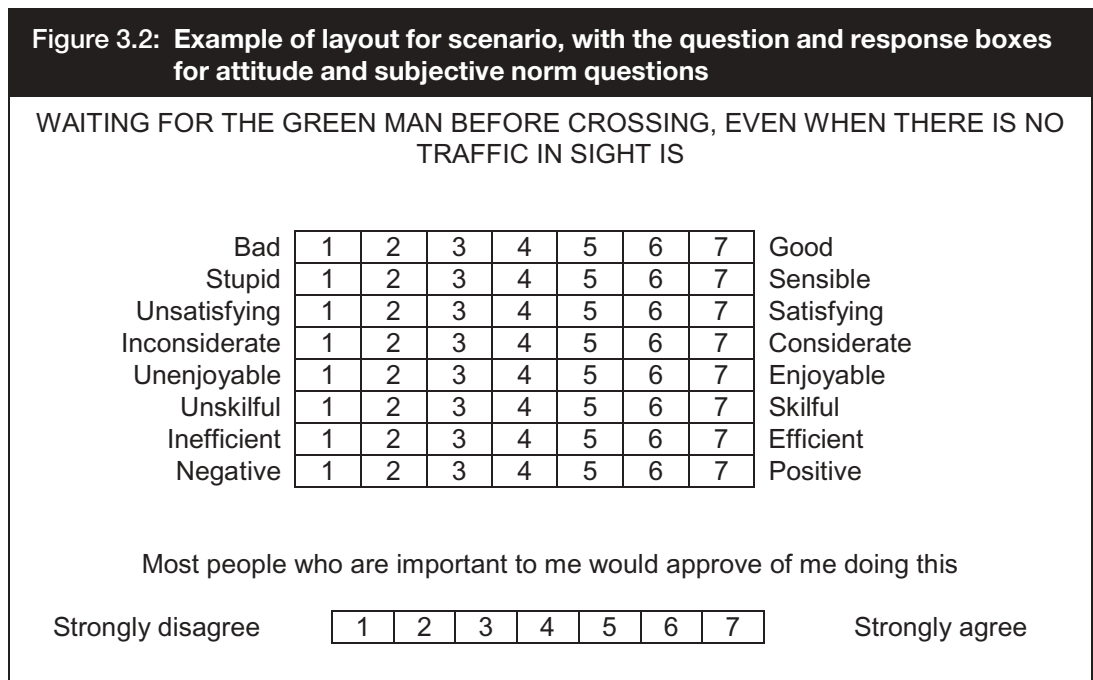 Figure 3.2: Example of layout for scenario, with the question and response boxes
for attitude and subjective norm questions
WAITING FOR THE GREEN MAN BEFORE CROSSING, EVEN WHEN THERE IS NO
TRAFFIC IN SIGHT IS
Bad 1 2 3 4 5 6 7 Good
Stupid 1 2 3 4 5 6 7 Sensible
Unsatisfying 1 2 3 4 5 6 7 Satisfying
Inconsiderate 1 2 3 4 5 6 7 Considerate
Unenjoyable 1 2 3 4 5 6 7 Enjoyable
Unskilful 1 2 3 4 5 6 7 Skilful
Inefficient 1 2 3 4 5 6 7 Efficient
Negative 1 2 3 4 5 6 7 Positive
Most people who are important to me would approve of me doing this
Strongly disagree 1 2 3 4 5 6 7 Strongly agree